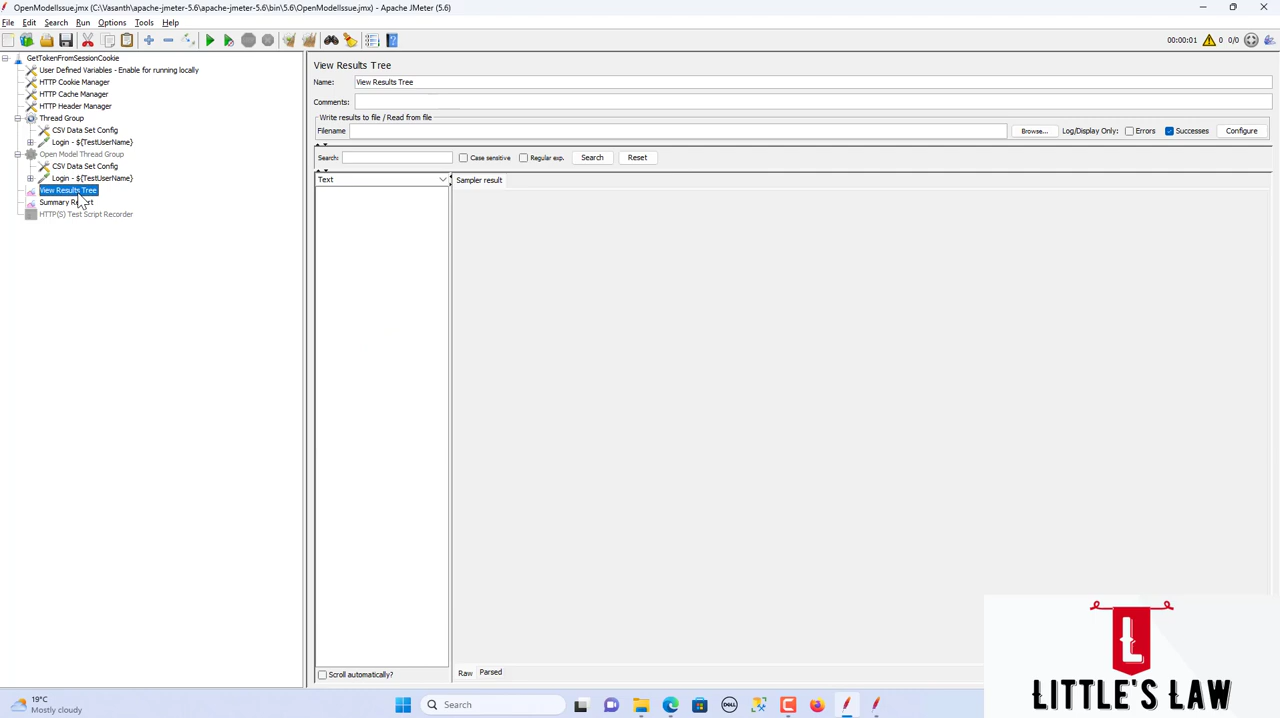 OpenModelIssue.jmx (C:\Vasanth\apache-jmeter-5.6\apache-jmeter-5.6\bin\5.6\OpenModelIssue.jmx) - Apache JMeter (5.6)
File Edit Search Run Options Tools Help
00:00:01 0 0/0
GetTokenFromSessionCookie
User Defined Variables - Enable for running locally
HTTP Cookie Manager
HTTP Cache Manager
HTTP Header Manager
Thread Group
CSV Data Set Config
Login - ${TestUserName}
Open Model Thread Group
CSV Data Set Config
Login - ${TestUserName}
View Results Tree
Summary
HTTP(S) Test Script Recorder
View Results Tree
Name: View Results Tree
Comments:
Write results to file / Read from file
Filename Browse... Log/Display Only: Errors Successes Configure
Search: Case sensitive Regular exp. Search Reset
Text Sampler result
Scroll automatically? Raw Parsed
L
LITTLE'S LAW
19°C
Mostly cloudy
Search
DELL